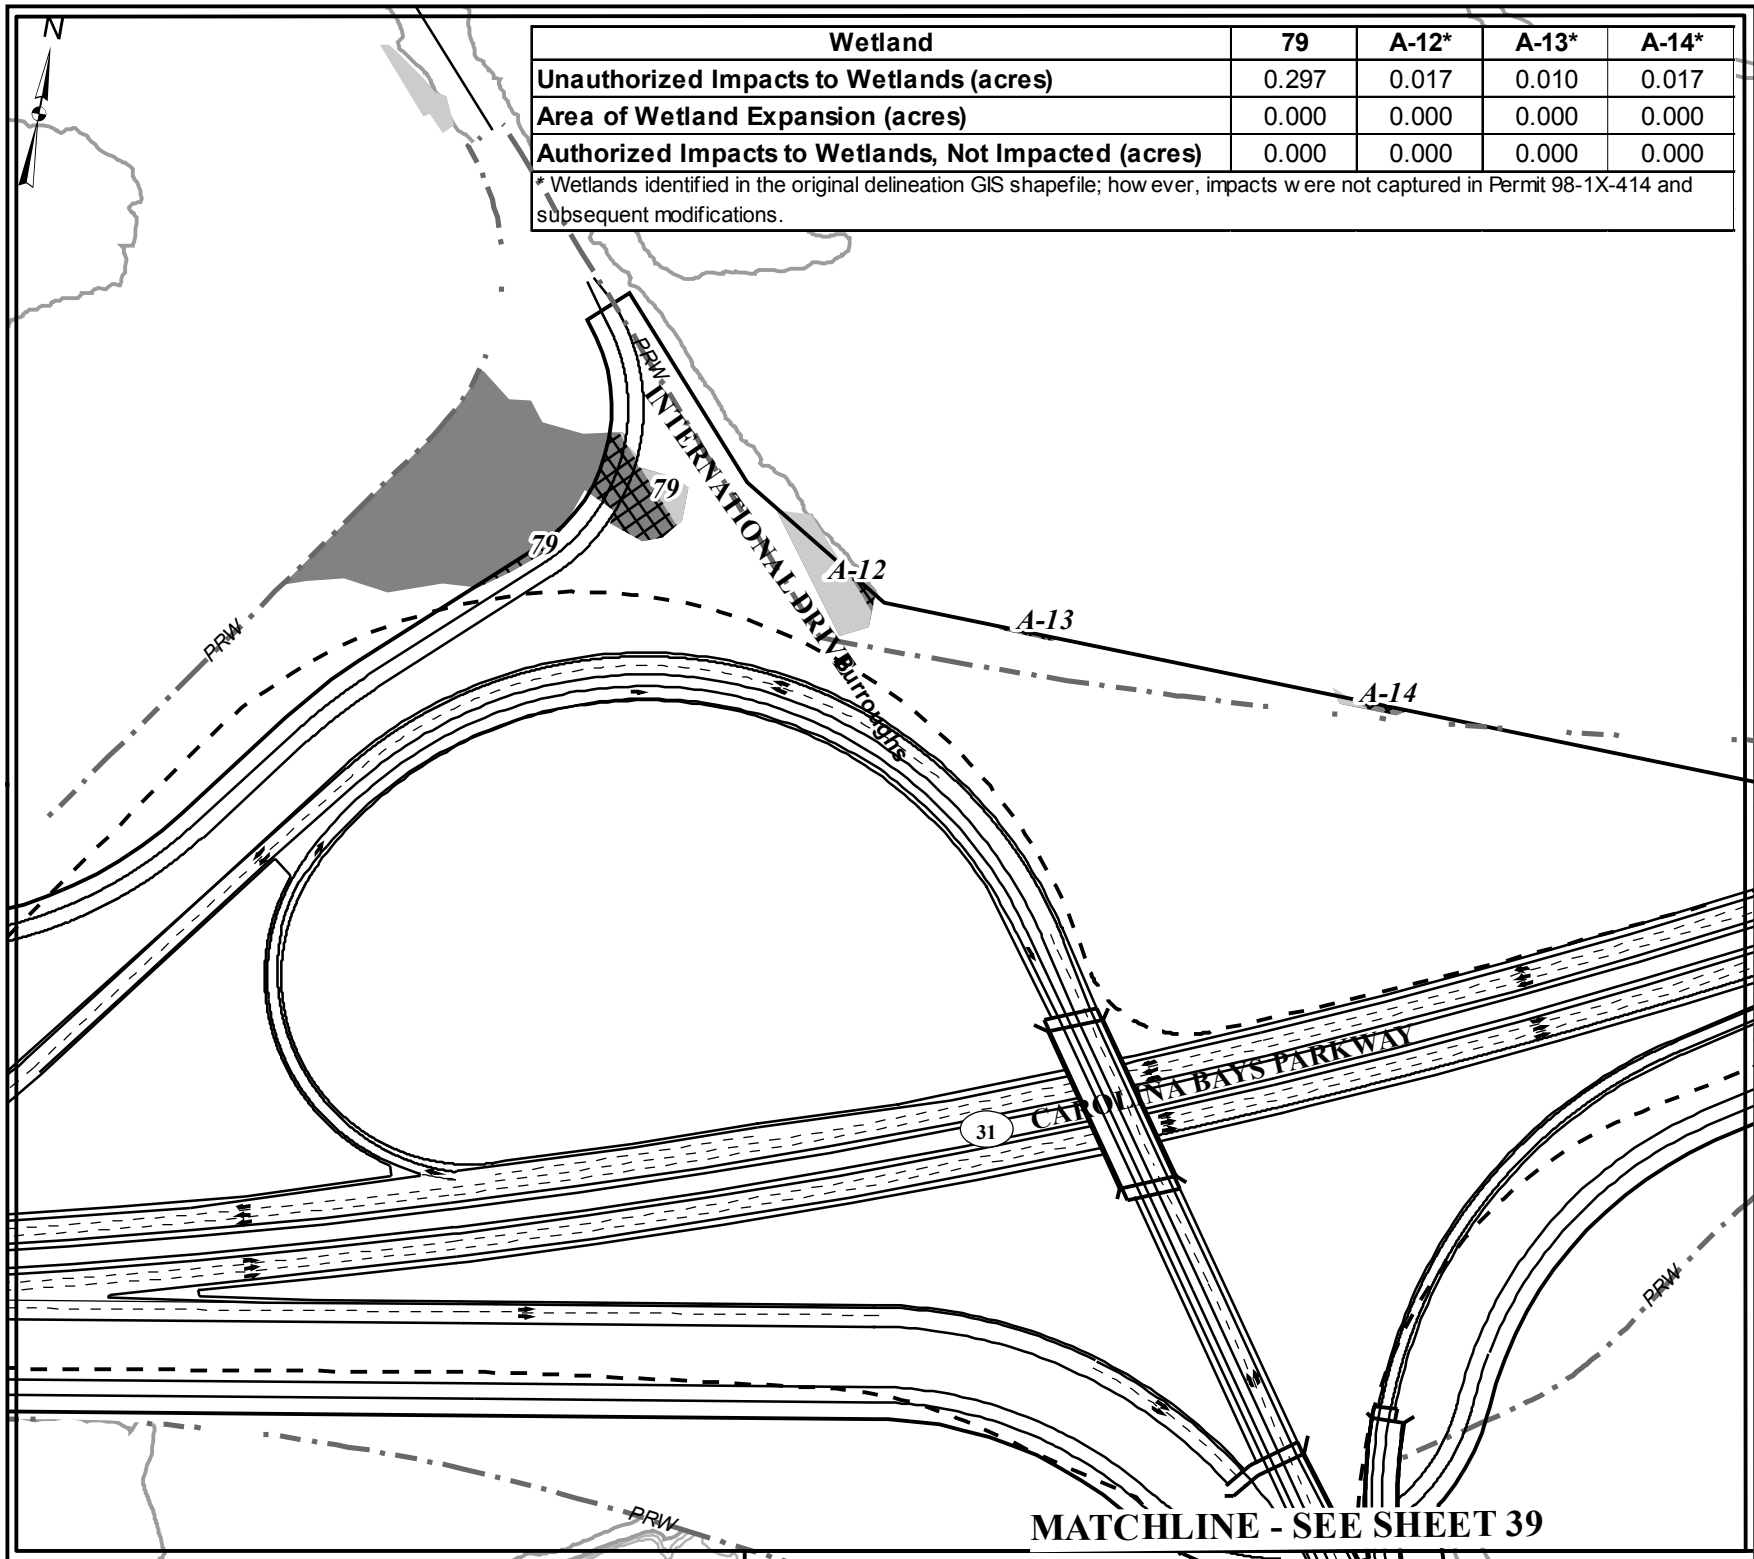 N
Wetland 79 A-12* A-13* A-14*
Unauthorized Impacts to Wetlands (acres) 0.297 0.017 0.010 0.017
Area of Wetland Expansion (acres) 0.000 0.000 0.000 0.000
Authorized Impacts to Wetlands, Not Impacted (acres) 0.000 0.000 0.000 0.000
* Wetlands identified in the original delineation GIS shapefile; how ever, impacts w ere not captured in Permit 98-1X-414 and
subsequent modifications.
PRW
INTERNATIONAL DRIVE
79
79
A-12
A-13
PRW
Burroughs
A-14
CAROLINA BAYS PARKWAY
31
PRW
PRW
MATCHLINE - SEE SHEET 39